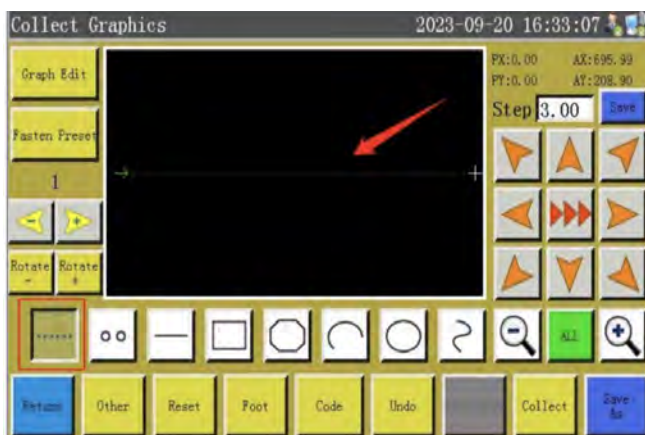 Collect Graphics 2023-09-20 16:33:07
Graph Edit
PX:0.00 AX:695.99
PY:0.00 AY:208.90
Step 3.00 Save
Fasten Preset
1
- +
Rotate - Rotate +
ALL
Return Other Reset Foot Code Undo Collect Save As